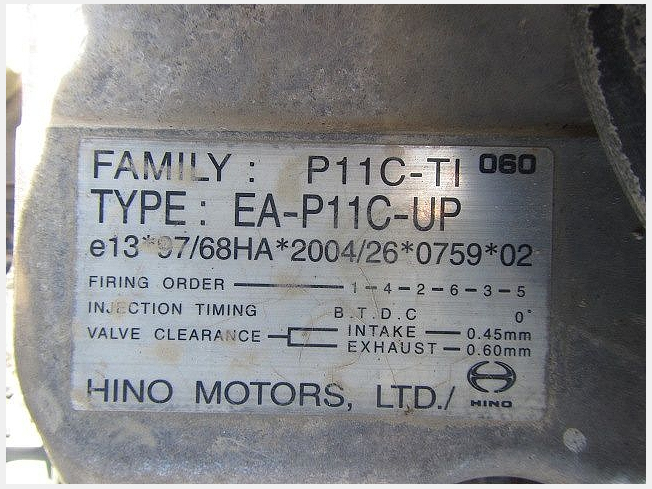 FAMILY : P11C-TI 060
TYPE : EA-P11C-UP
e13*97/68HA*2004/26*0759*02
FIRING ORDER 1-4-2-6-3-5
INJECTION TIMING B.T.D.C 0°
VALVE CLEARANCE INTAKE 0.45mm
EXHAUST 0.60mm
HINO MOTORS, LTD./
HINO